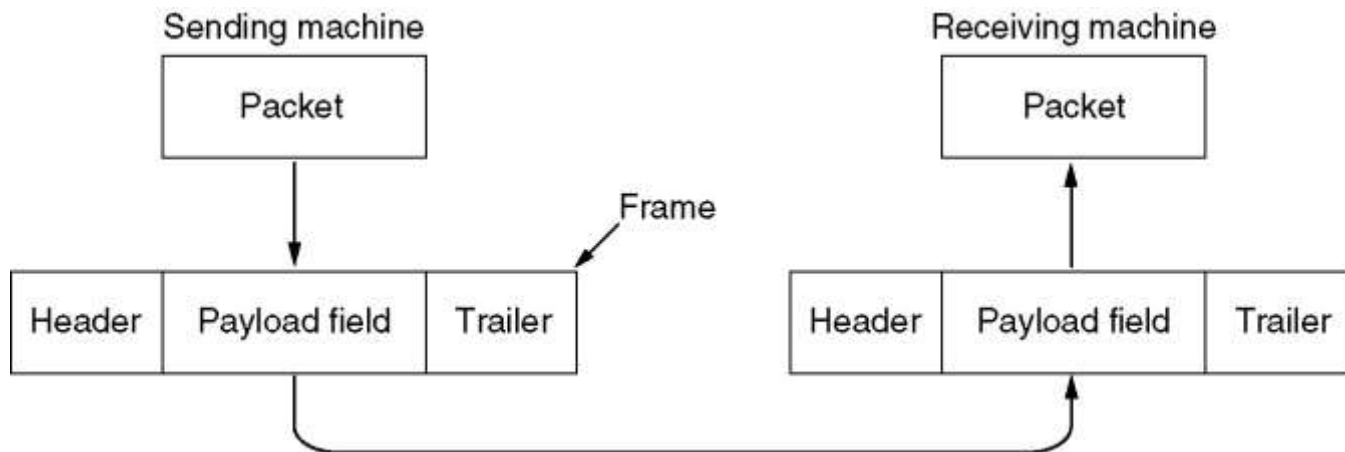 Sending machine
Receiving machine
Packet
Packet
Frame
Header
Payload field
Trailer
Header
Payload field
Trailer